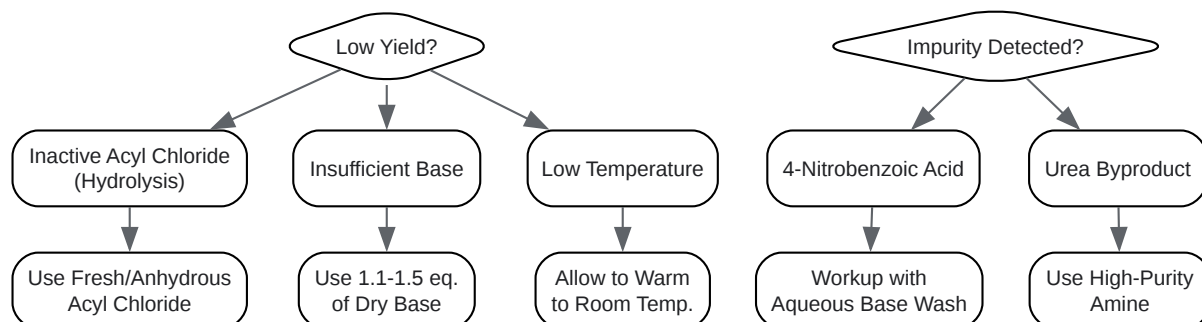 Low Yield?
Impurity Detected?
Inactive Acyl Chloride
(Hydrolysis)
Insufficient Base
Low Temperature
4-Nitrobenzoic Acid
Urea Byproduct
Use Fresh/Anhydrous
Acyl Chloride
Use 1.1-1.5 eq.
of Dry Base
Allow to Warm
to Room Temp.
Workup with
Aqueous Base Wash
Use High-Purity
Amine